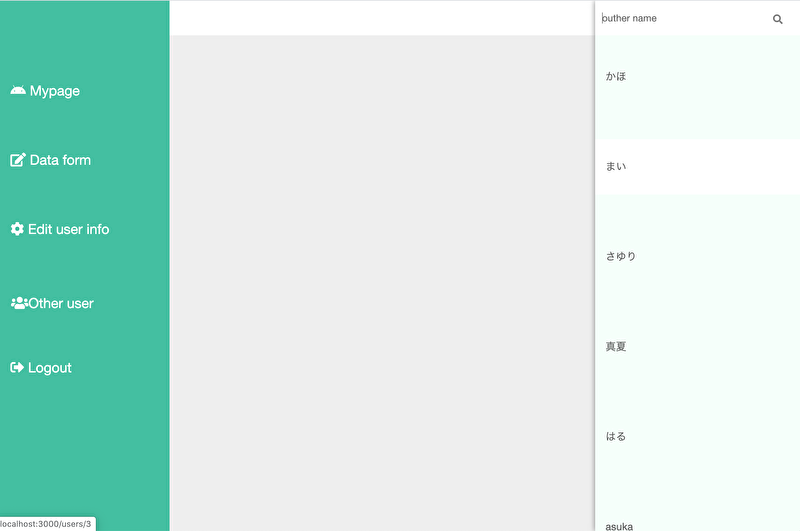 Mypage
Data form
Edit user info
Other user
Logout
localhost:3000/users/3
outher name
かほ
まい
さゆり
真夏
はる
asuka